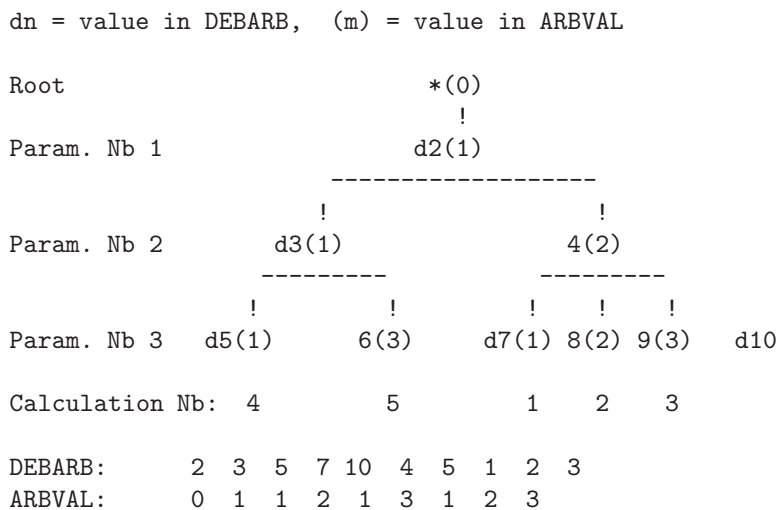 dn = value in DEBARB,  (m) = value in ARBVAL
Root                          *(0)
                                !
Param. Nb 1                  d2(1)
                       -------------------
                      !                   !
Param. Nb 2        d3(1)                4(2)
                  ---------           ---------
                 !         !         !    !    !
Param. Nb 3   d5(1)      6(3)     d7(1) 8(2) 9(3)   d10
Calculation Nb:  4         5         1    2    3
DEBARB:      2  3  5  7 10  4  5  1  2  3
ARBVAL:      0  1  1  2  1  3  1  2  3